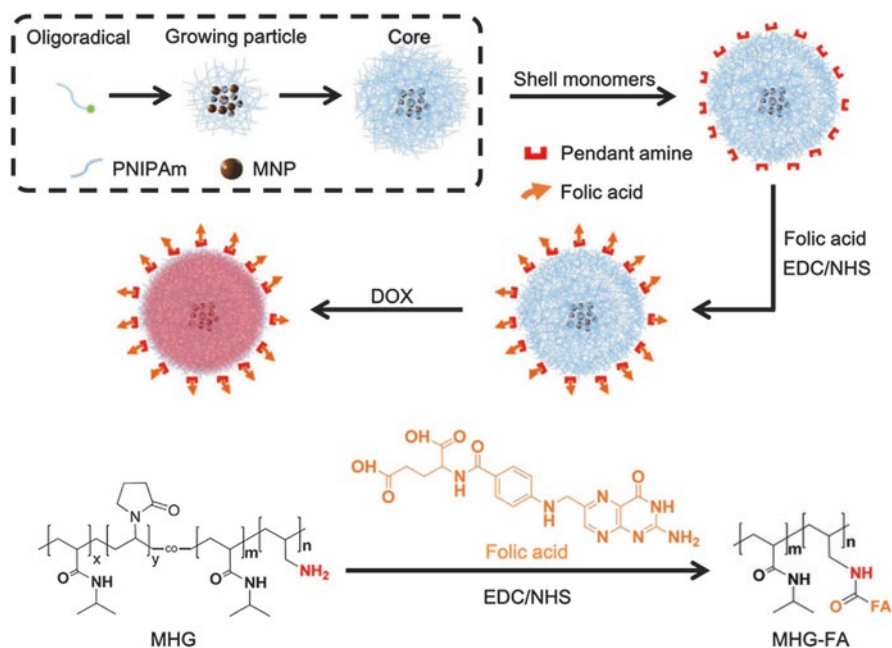 Oligoradical
Growing particle
Core
Shell monomers
PNIPAm
MNP
Pendant amine
Folic acid
Folic acid
EDC/NHS
DOX
OH
O
OH
O
O
N
H
N
H
N
N
O
NH
N
NH2
Folic acid
EDC/NHS
N
O
x
y
co
m
n
O
NH
O
NH
NH2
MHG
m
n
O
NH
NH
O
FA
MHG-FA